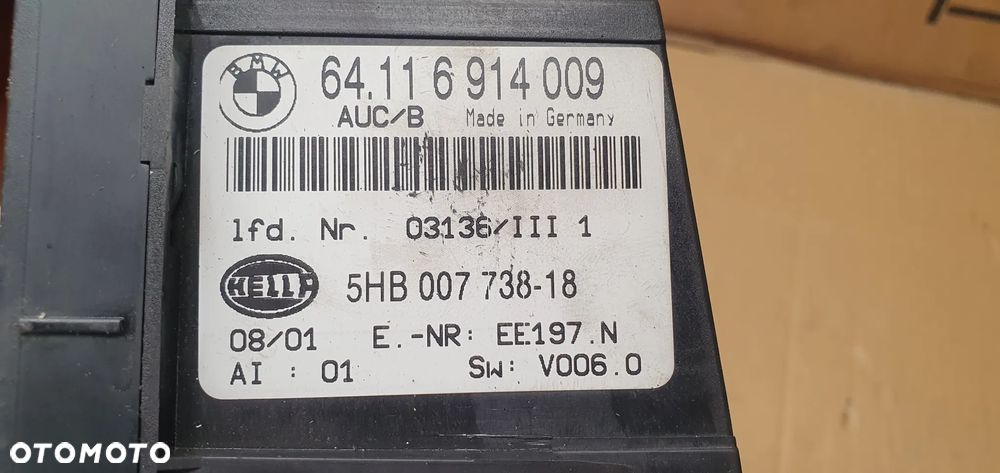 BMW 64.11 6 914 009
AUC/B Made in Germany
lfd. Nr. 03136/III 1
HELLA 5HB 007 738-18
08/01 E.-NR: EE197.N
AI : 01 Sw: V006.0
OTOMOTO